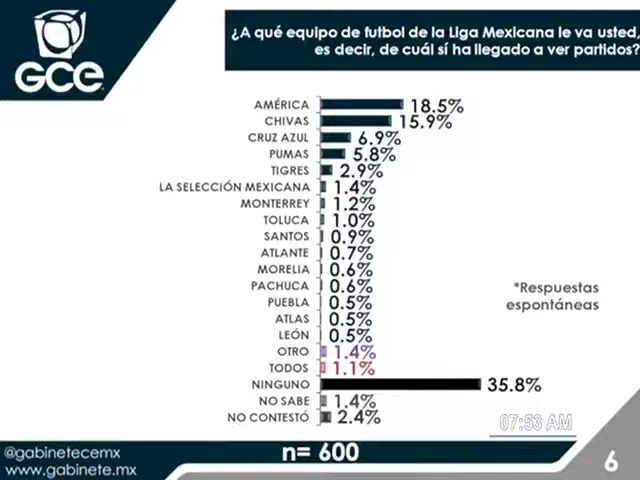 ¿A qué equipo de futbol de la Liga Mexicana le va usted,
es decir, de cuál sí ha llegado a ver partidos?
GCE
AMÉRICA 18.5%
CHIVAS 15.9%
CRUZ AZUL 6.9%
PUMAS 5.8%
TIGRES 2.9%
LA SELECCIÓN MEXICANA 1.4%
MONTERREY 1.2%
TOLUCA 1.0%
SANTOS 0.9%
ATLANTE 0.7%
MORELIA 0.6%
PACHUCA 0.6%
PUEBLA 0.5%
ATLAS 0.5%
LEÓN 0.5%
OTRO 1.4%
TODOS 1.1%
NINGUNO 35.8%
NO SABE 1.4%
NO CONTESTÓ 2.4%
*Respuestas
espontáneas
07:53 AM
@gabinetecemx
www.gabinete.mx
n= 600
6